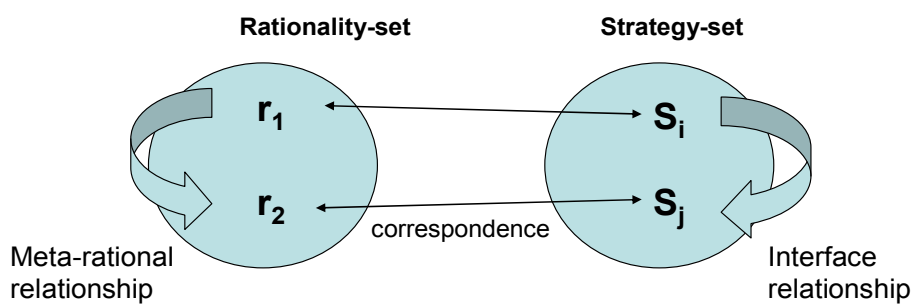 Rationality-set
Strategy-set
r1
Si
r2
Sj
correspondence
Meta-rational
relationship
Interface
relationship